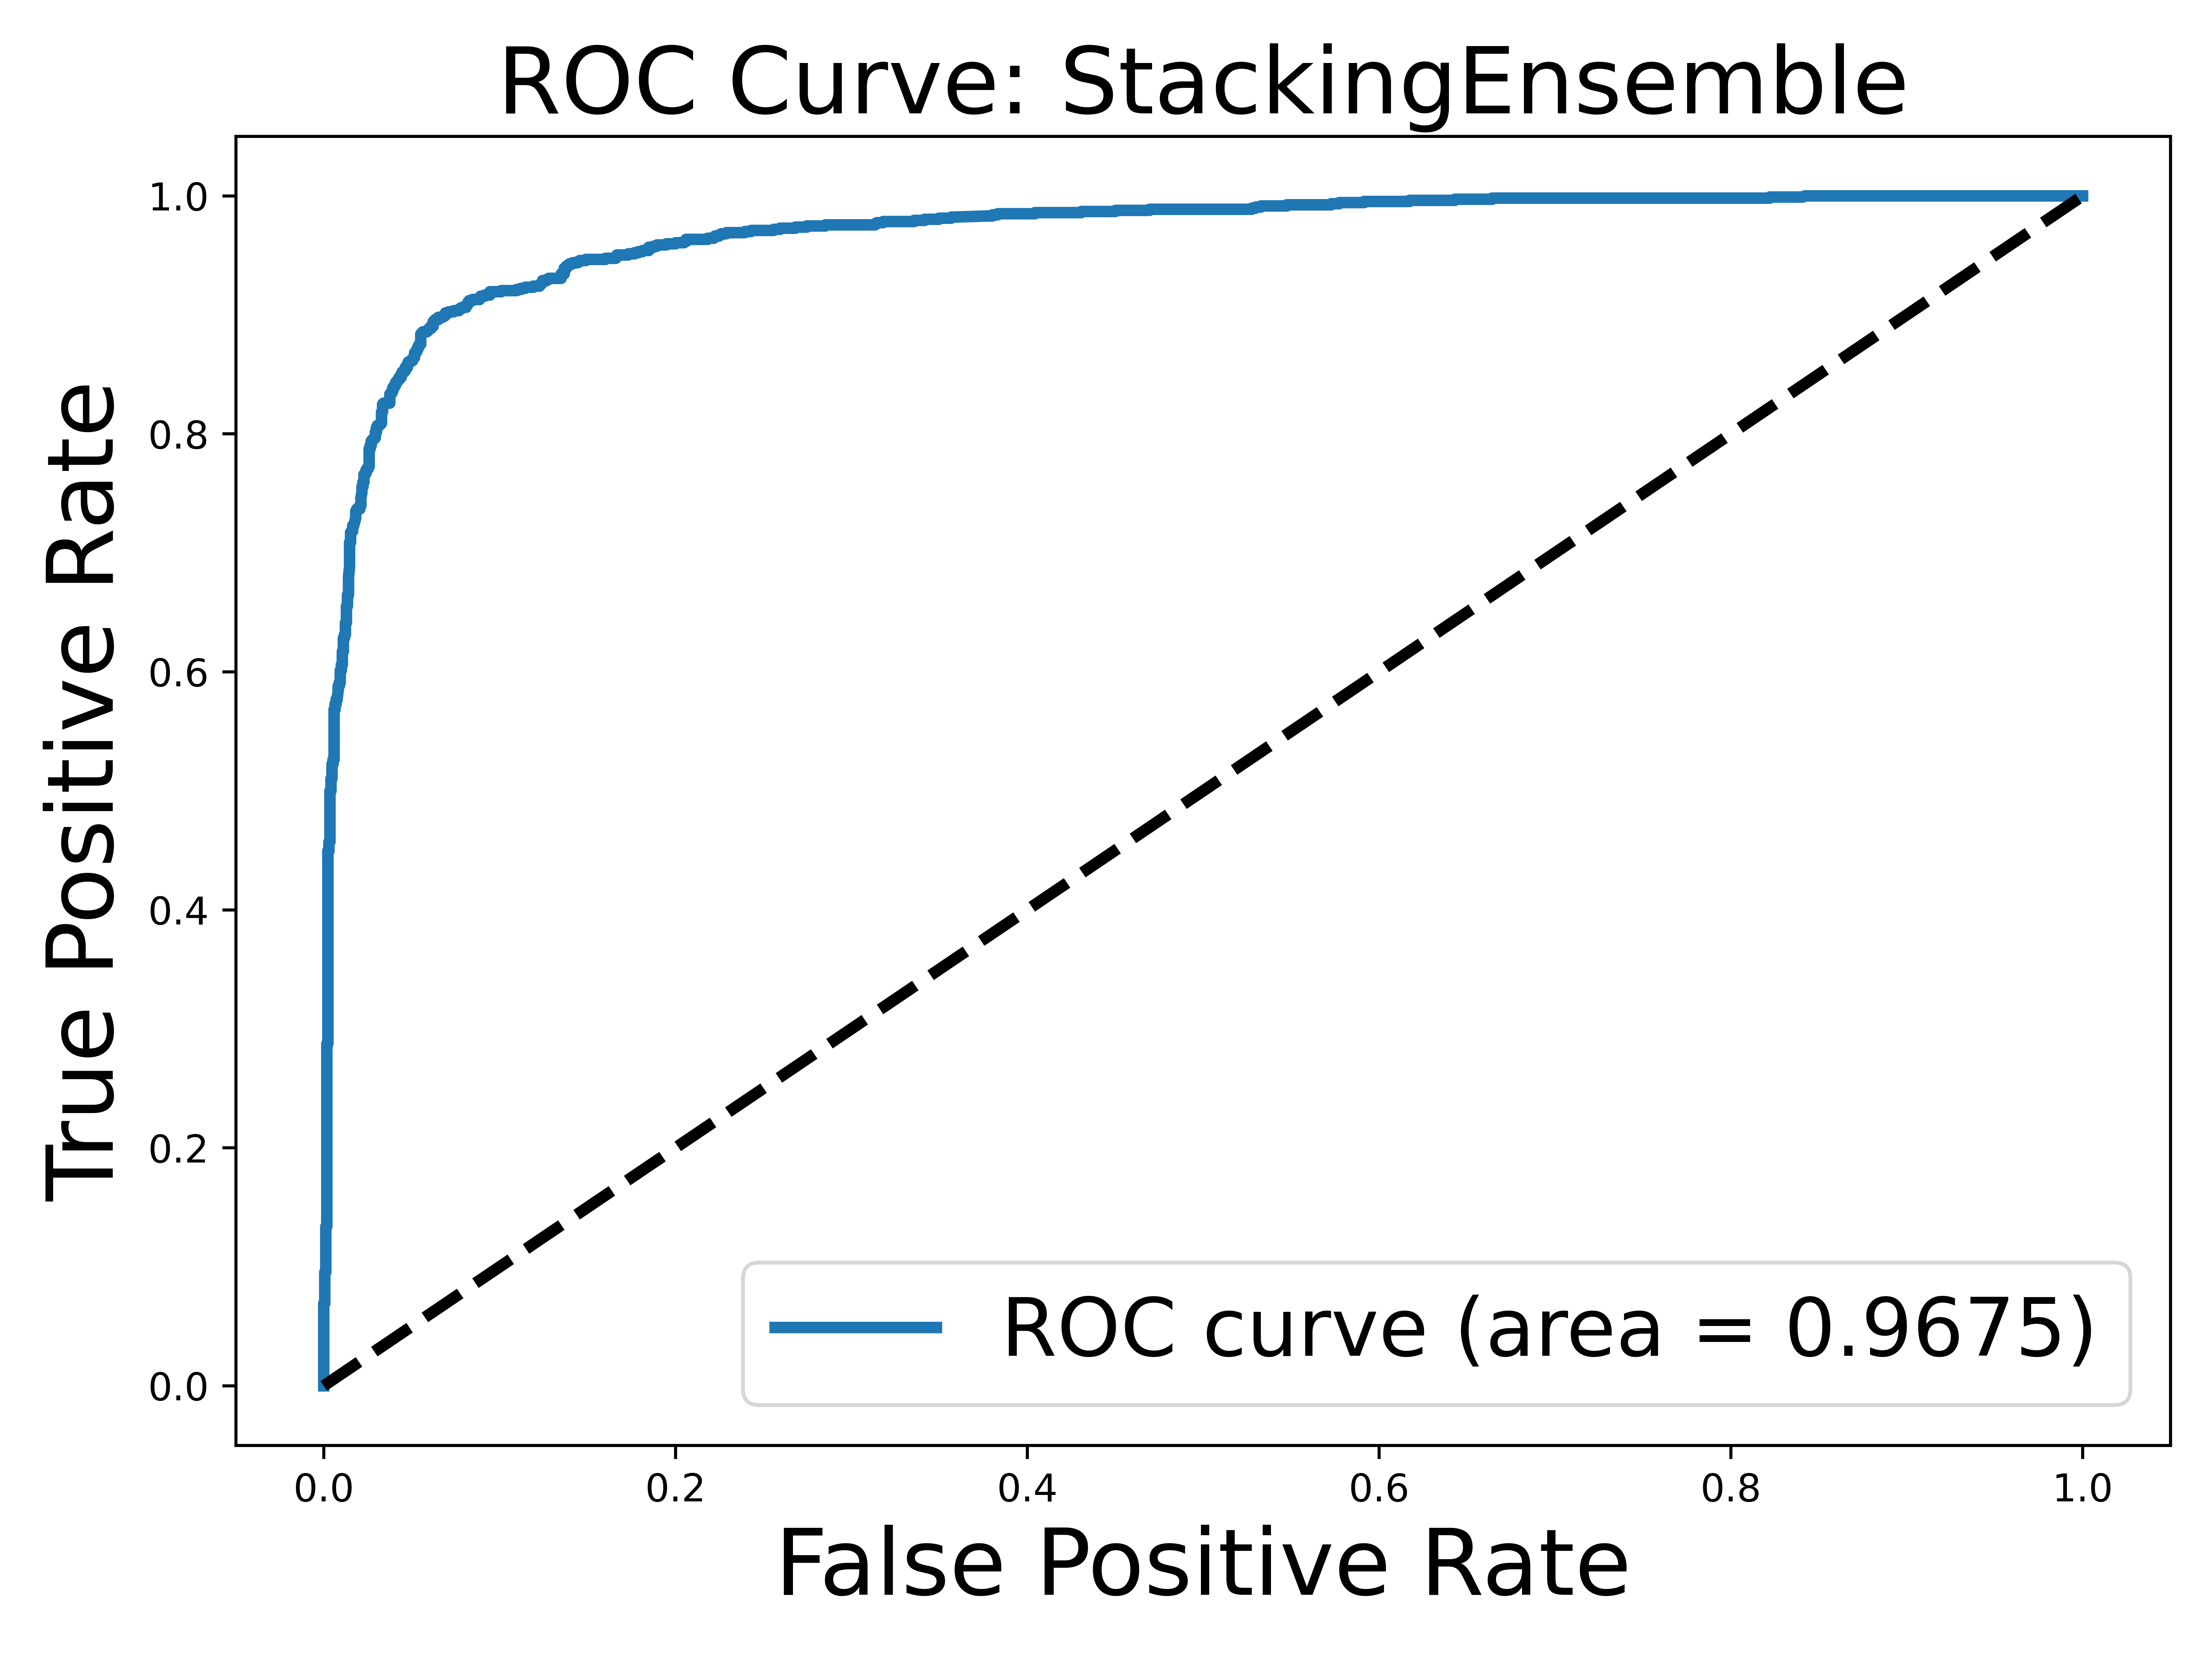 ROC Curve: StackingEnsemble
True Positive Rate
1.0
0.8
0.6
0.4
0.2
0.0
ROC curve (area = 0.9675)
0.0 0.2 0.4 0.6 0.8 1.0
False Positive Rate